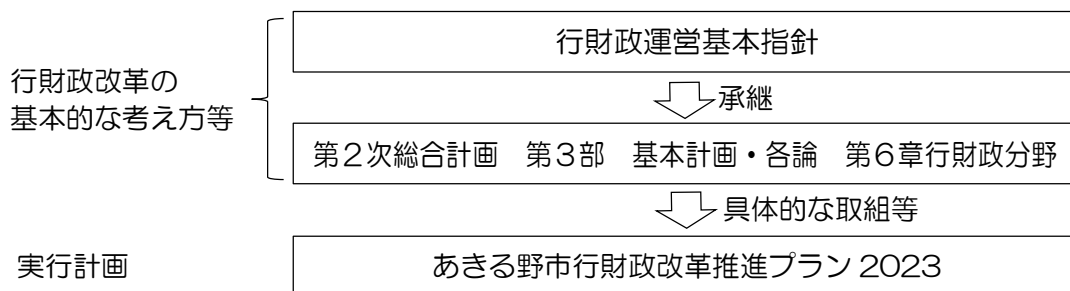 行財政運営基本指針
行財政改革の
基本的な考え方等
承継
第２次総合計画　第３部　基本計画・各論　第６章行財政分野
具体的な取組等
実行計画
あきる野市行財政改革推進プラン 2023